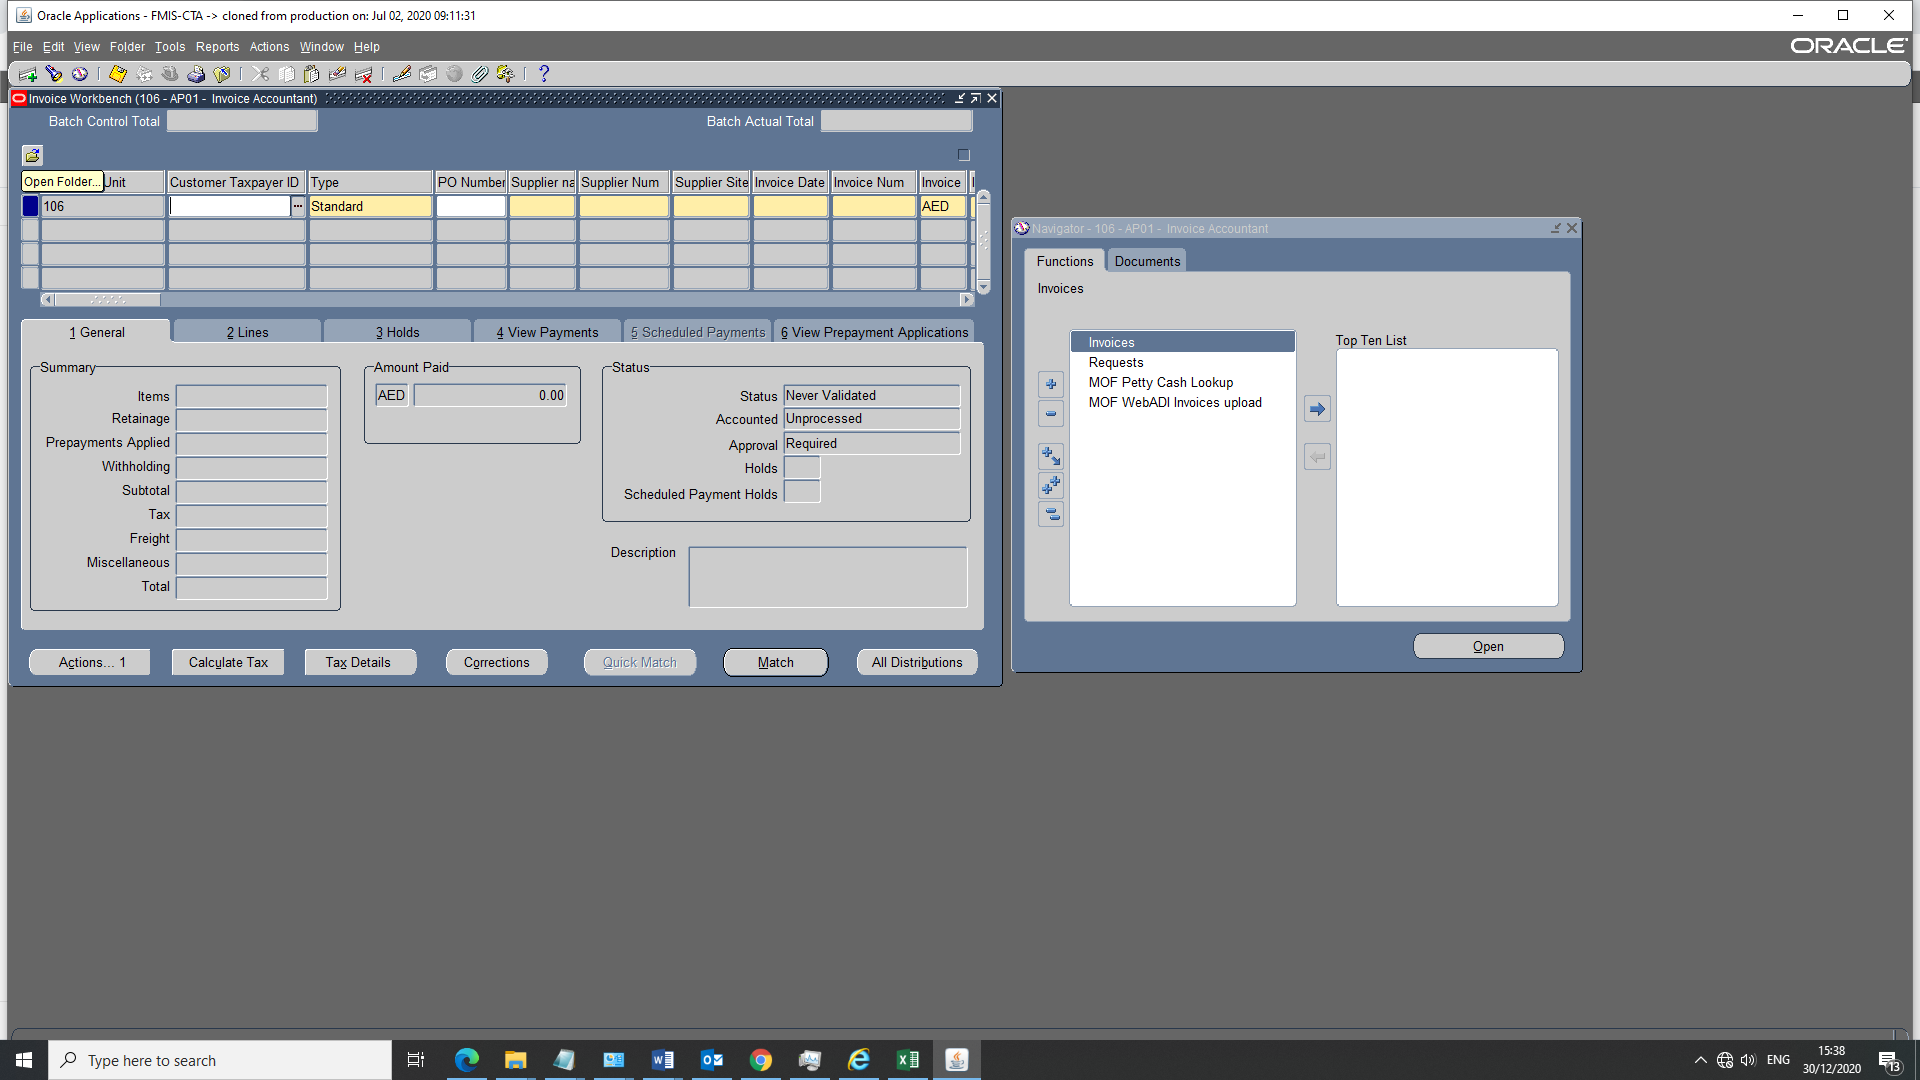 Oracle Applications - FMIS-CTA -> cloned from production on: Jul 02, 2020 09:11:31
File Edit View Folder Tools Reports Actions Window Help
ORACLE
Invoice Workbench (106 - AP01 - Invoice Accountant)
Batch Control Total
Batch Actual Total
Open Folder... Unit Customer Taxpayer ID Type PO Number Supplier na Supplier Num Supplier Site Invoice Date Invoice Num Invoice
106 Standard AED
1 General 2 Lines 3 Holds 4 View Payments 5 Scheduled Payments 6 View Prepayment Applications
Summary
Items
Retainage
Prepayments Applied
Withholding
Subtotal
Tax
Freight
Miscellaneous
Total
Amount Paid
AED 0.00
Status
Status Never Validated
Accounted Unprocessed
Approval Required
Holds
Scheduled Payment Holds
Description
Actions... 1 Calculate Tax Tax Details Corrections Quick Match Match All Distributions
Navigator - 106 - AP01 - Invoice Accountant
Functions Documents
Invoices
Invoices
Requests
MOF Petty Cash Lookup
MOF WebADI Invoices upload
Top Ten List
Open
Type here to search
ENG
15:38
30/12/2020
13